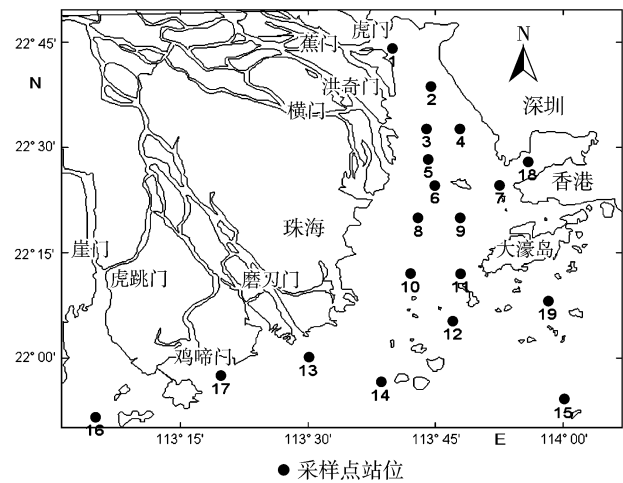 虎门
22° 45'
蕉门
N
1
N
洪奇门
2
横门
深圳
3
4
22° 30'
5
18
6
7
香港
8
9
珠海
崖门
22° 15'
大濠岛
虎跳门
磨刀门
10
11
19
12
22° 00'
鸡啼门
13
17
14
15
16
113° 15'
113° 30'
113° 45'
E
114° 00'
采样点站位